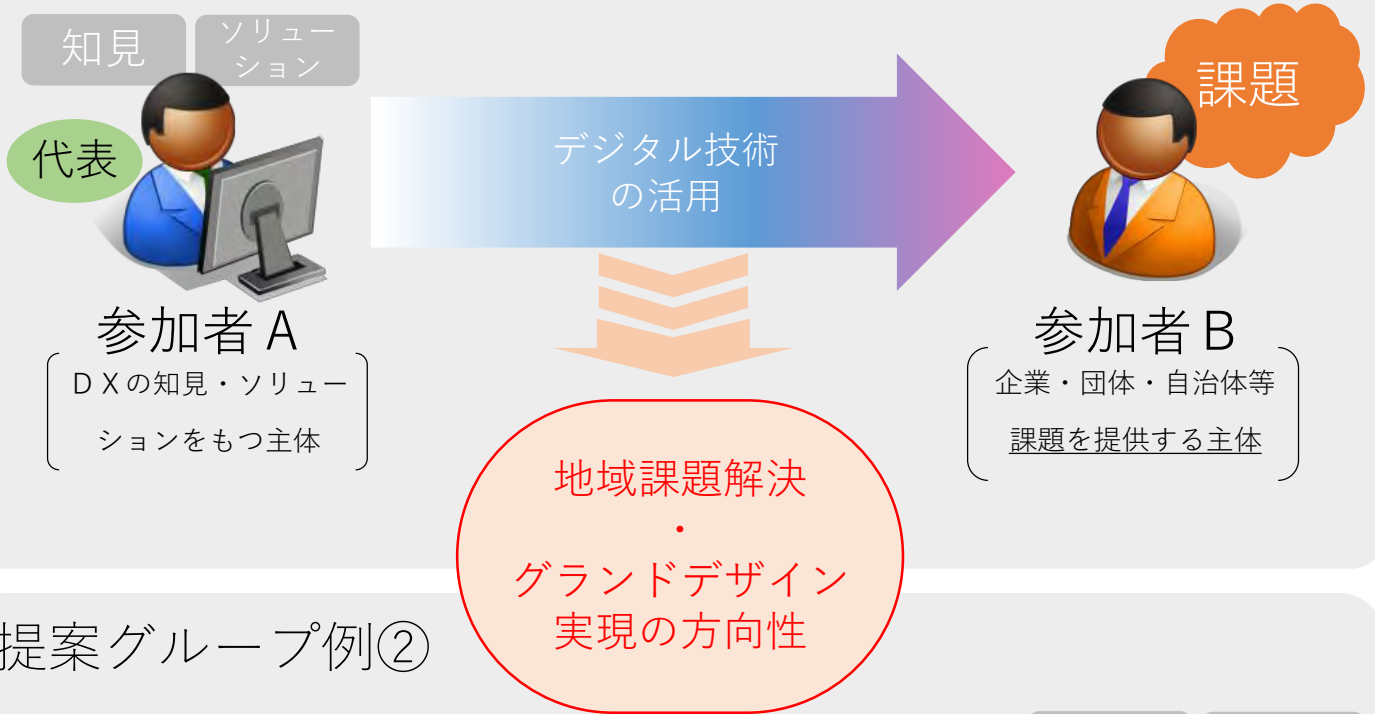 知見
ソリュー
ション
代表
デジタル技術
の活用
課題
参加者A
ＤＸの知見・ソリュー
ションをもつ主体
参加者B
企業・団体・自治体等
課題を提供する主体
地域課題解決
・
グランドデザイン
実現の方向性
提案グループ例②